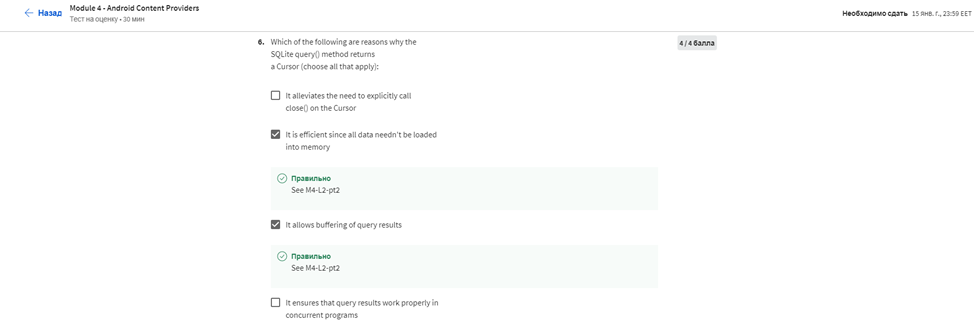 Назад
Module 4 - Android Content Providers
Тест на оценку • 30 мин
Необходимо сдать 15 янв. г., 23:59 EET
6. Which of the following are reasons why the
SQLite query() method returns
a Cursor (choose all that apply):
4 / 4 балла
It alleviates the need to explicitly call
close() on the Cursor
It is efficient since all data needn't be loaded
into memory
Правильно
See M4-L2-pt2
It allows buffering of query results
Правильно
See M4-L2-pt2
It ensures that query results work properly in
concurrent programs